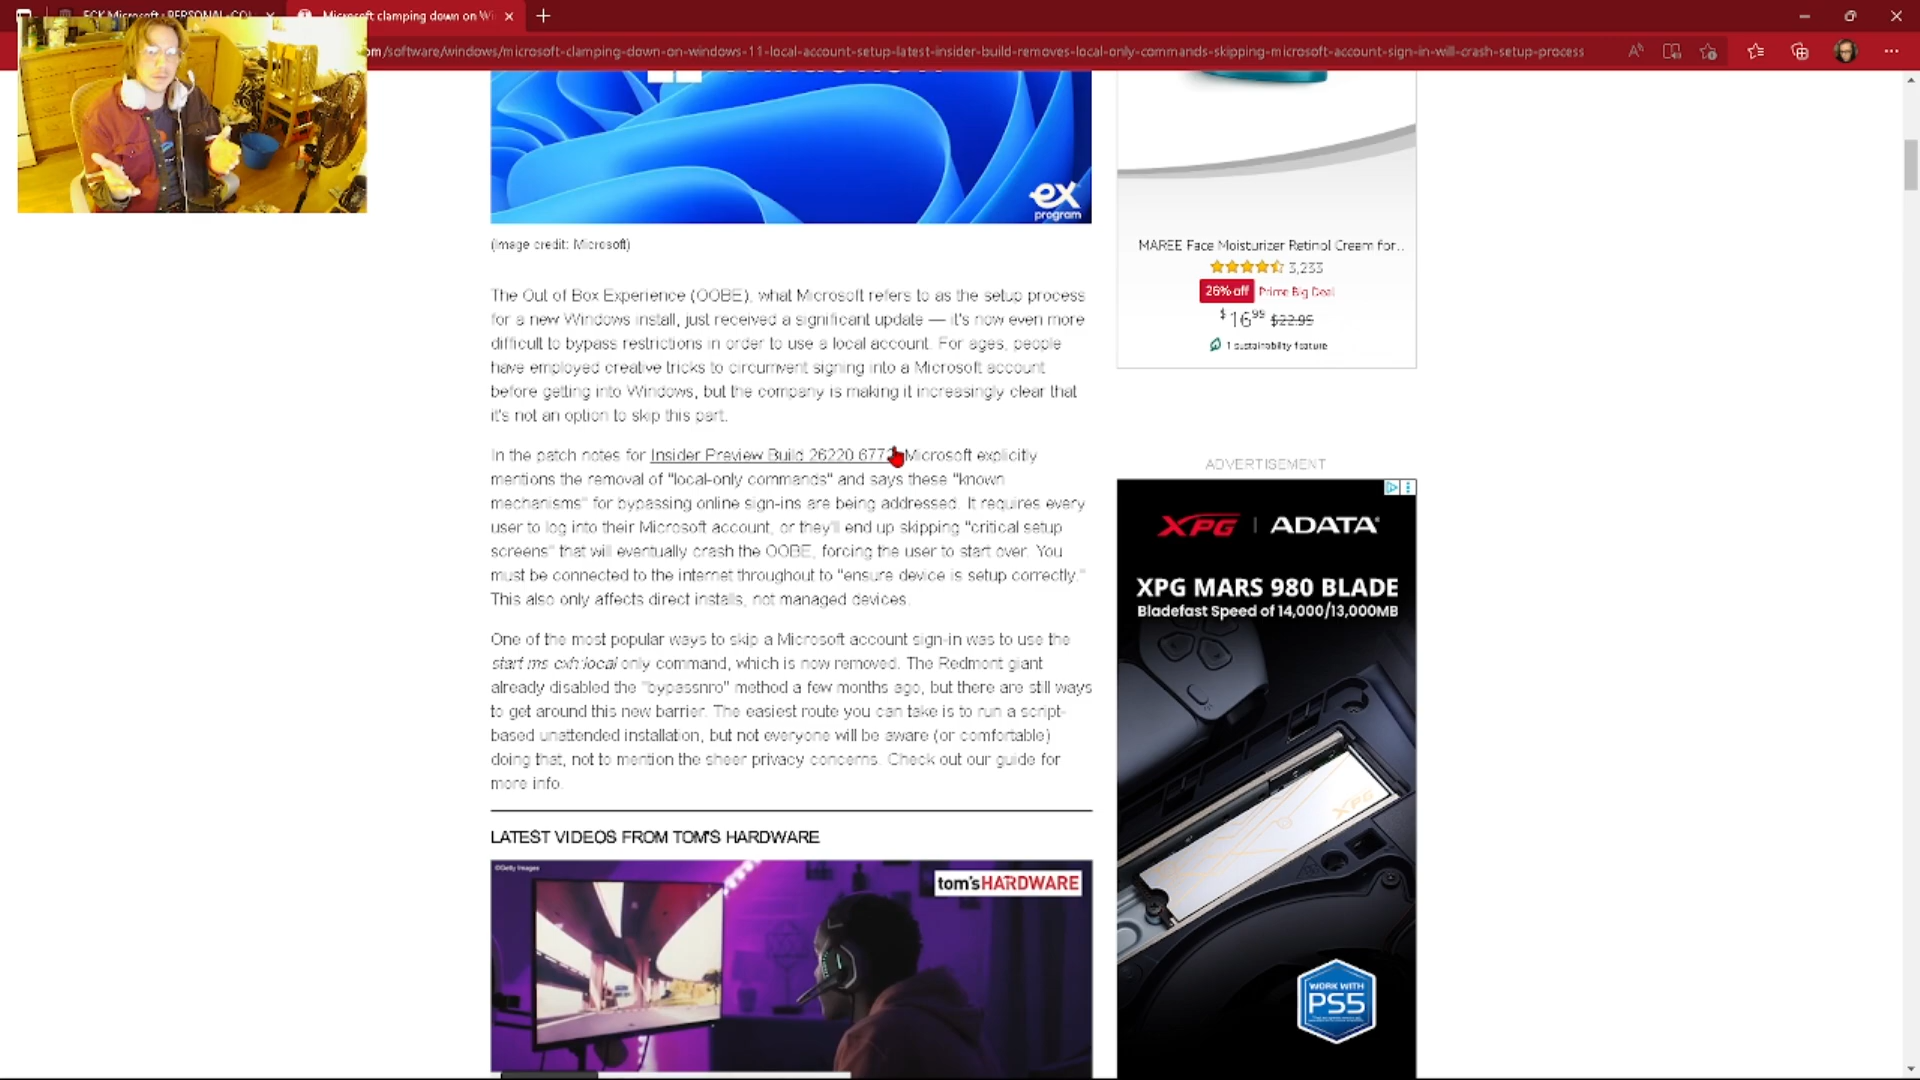 Microsoft clamping down on Wi
om/software/windows/microsoft-clamping-down-on-windows-11-local-account-setup-latest-insider-build-removes-local-only-commands-skipping-microsoft-account-sign-in-will-crash-setup-process
ex
program
(Image credit: Microsoft)
The Out of Box Experience (OOBE), what Microsoft refers to as the setup process
for a new Windows install, just received a significant update — it's now even more
difficult to bypass restrictions in order to use a local account. For ages, people
have employed creative tricks to circumvent signing into a Microsoft account
before getting into Windows, but the company is making it increasingly clear that
it's not an option to skip this part.
In the patch notes for Insider Preview Build 26220 677 Microsoft explicitly
mentions the removal of "local-only commands" and says these "known
mechanisms" for bypassing online sign-ins are being addressed. It requires every
user to log into their Microsoft account, or they'll end up skipping "critical setup
screens" that will eventually crash the OOBE, forcing the user to start over. You
must be connected to the internet throughout to "ensure device is setup correctly."
This also only affects direct installs, not managed devices.
One of the most popular ways to skip a Microsoft account sign-in was to use the
start ms cxh:local only command, which is now removed. The Redmont giant
already disabled the "bypassnro" method a few months ago, but there are still ways
to get around this new barrier. The easiest route you can take is to run a script-
based unattended installation, but not everyone will be aware (or comfortable)
doing that, not to mention the sheer privacy concerns. Check out our guide for
more info.
LATEST VIDEOS FROM TOM'S HARDWARE
©Getty Images
tom'sHARDWARE
MAREE Face Moisturizer Retinol Cream for...
3,233
26% off Prime Big Deal
$16.99 $22.99
1 sustainability feature
ADVERTISEMENT
XPG | ADATA
XPG MARS 980 BLADE
Bladefast Speed of 14,000/13,000MB
XPG
WORK WITH
PS5